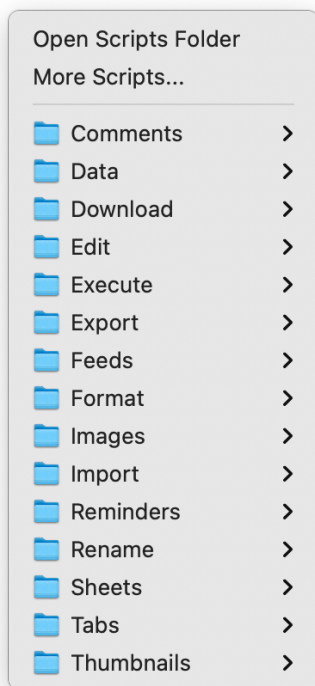 Open Scripts Folder
More Scripts...
Comments
Data
Download
Edit
Execute
Export
Feeds
Format
Images
Import
Reminders
Rename
Sheets
Tabs
Thumbnails